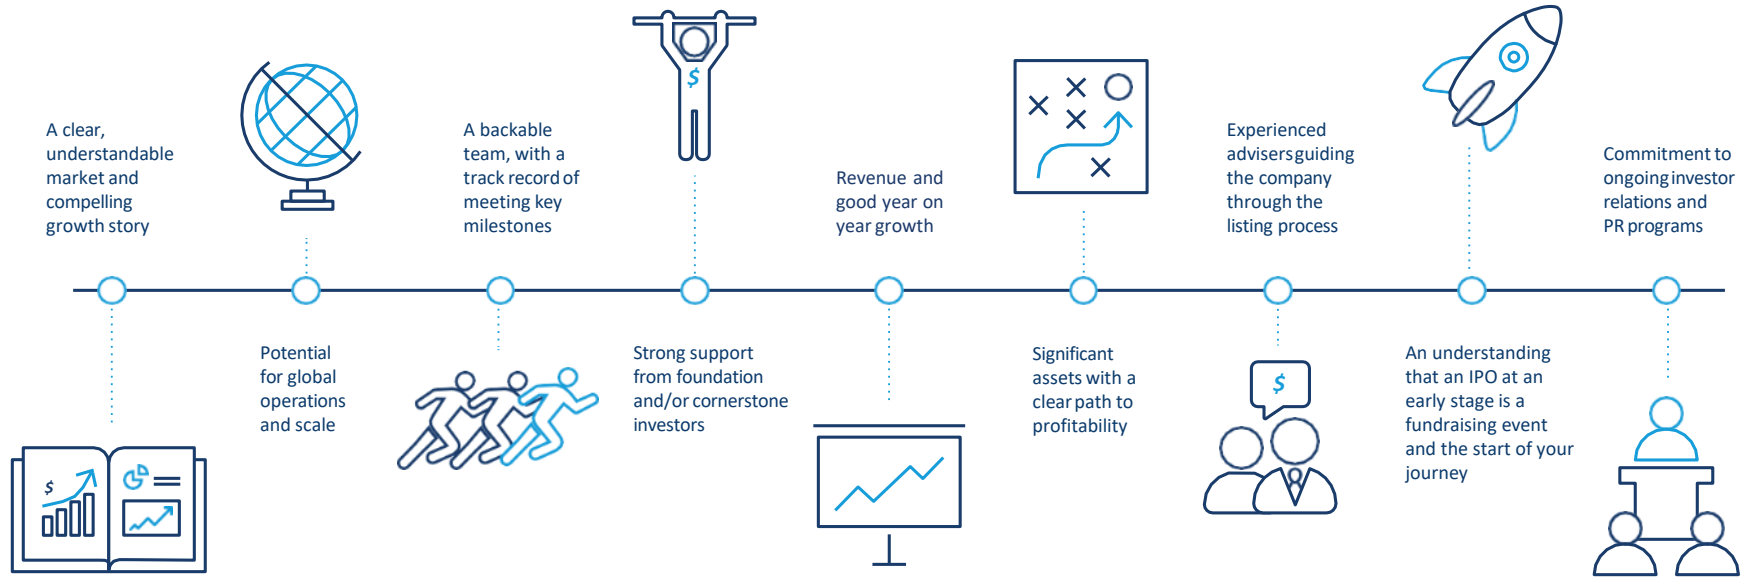 A clear,
understandable
market and
compelling
growth story
$
Potential
for global
operations
and scale
A backable
team, with a
track record of
meeting key
milestones
$
Strong support
from foundation
and/or cornerstone
investors
Revenue and
good year on
year growth
Significant
assets with a
clear path to
profitability
Experienced
advisers guiding
the company
through the
listing process
$
An understanding
that an IPO at an
early stage is a
fundraising event
and the start of your
journey
Commitment to
ongoing investor
relations and
PR programs